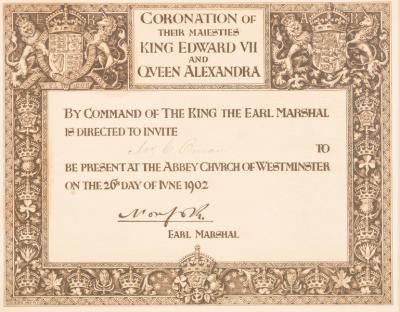 CORONATION OF
THEIR MAJESTIES
KING EDWARD VII
AND
QVEEN ALEXANDRA
BY COMMAND OF THE KING THE EARL MARSHAL
IS DIRECTED TO INVITE
TO
BE PRESENT AT THE ABBEY CHVRCH OF WESTMINSTER
ON THE 26TH DAY OF IVNE 1902
Norfolk.
EARL MARSHAL